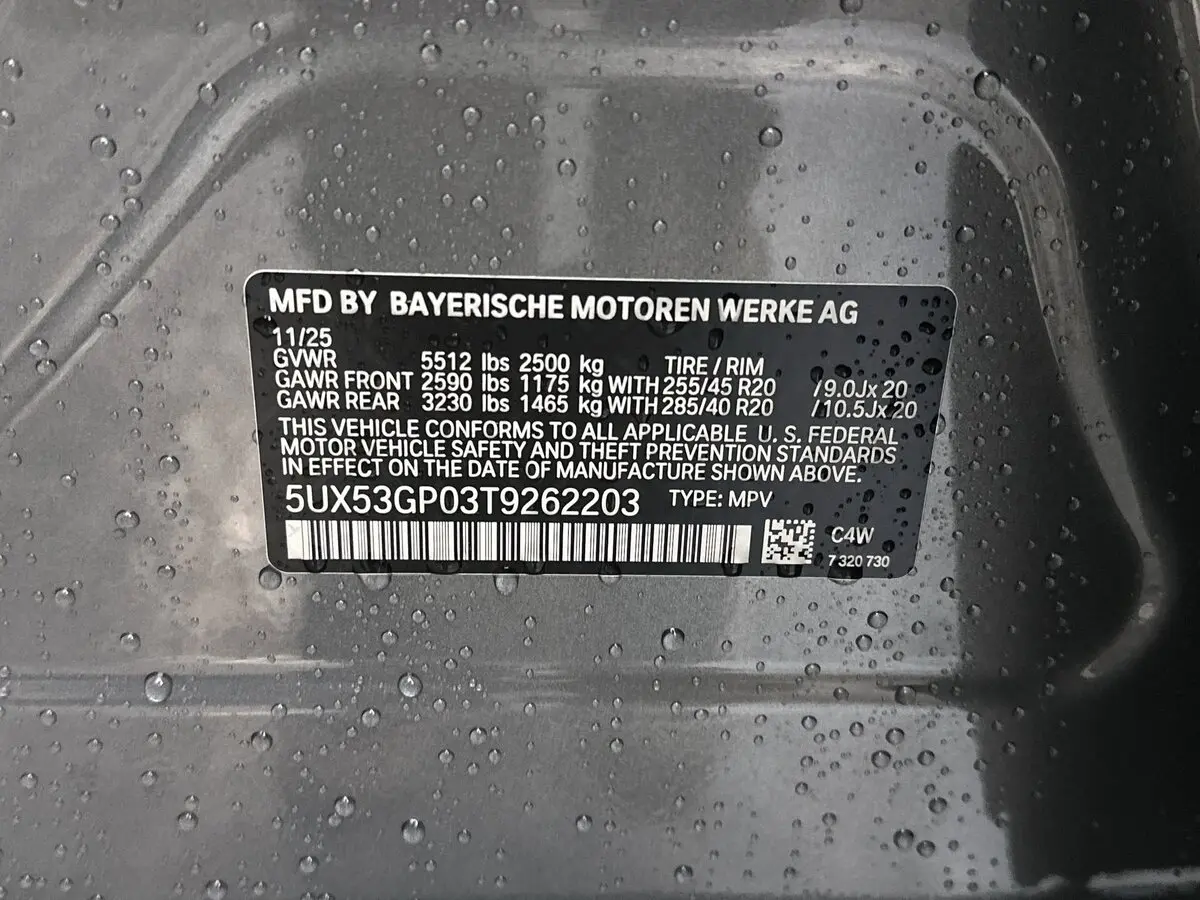 MFD BY BAYERISCHE MOTOREN WERKE AG
11/25
GVWR 5512 lbs 2500 kg TIRE / RIM
GAWR FRONT 2590 lbs 1175 kg WITH 255/45 R20 /9.0Jx 20
GAWR REAR 3230 lbs 1465 kg WITH 285/40 R20 /10.5Jx 20
THIS VEHICLE CONFORMS TO ALL APPLICABLE U. S. FEDERAL
MOTOR VEHICLE SAFETY AND THEFT PREVENTION STANDARDS
IN EFFECT ON THE DATE OF MANUFACTURE SHOWN ABOVE.
5UX53GP03T9262203 TYPE: MPV
C4W
7 320 730